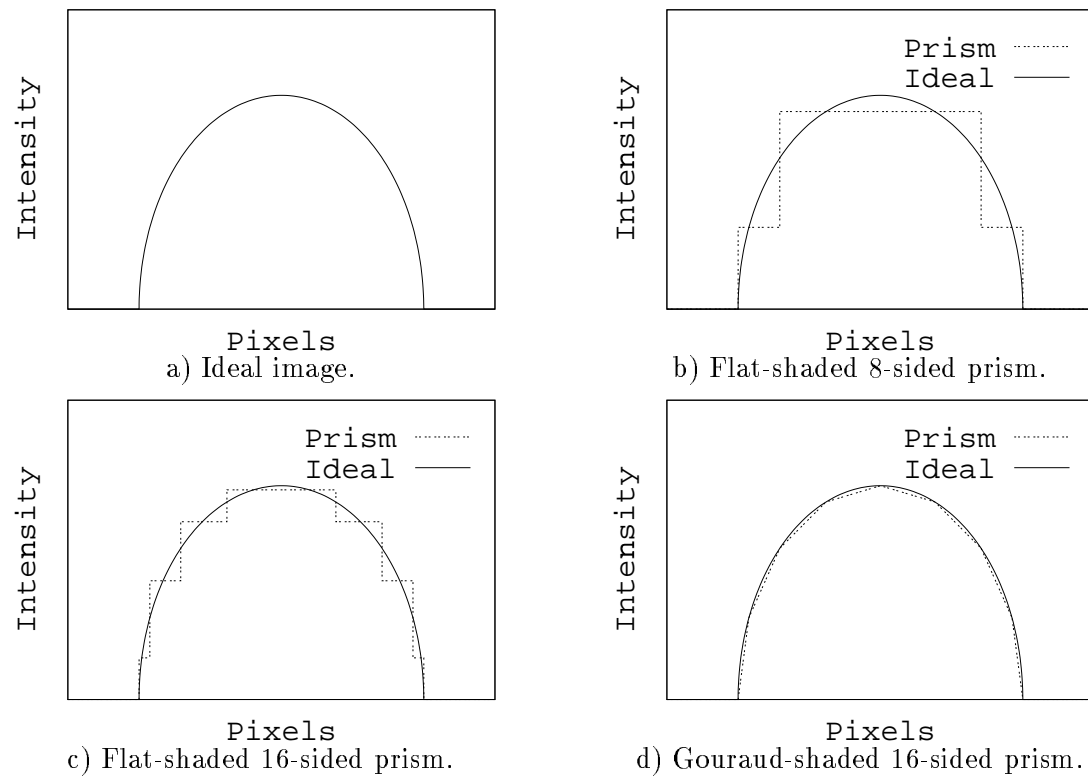 Intensity
Pixels
a) Ideal image.
Prism
Ideal
Intensity
Pixels
b) Flat-shaded 8-sided prism.
Prism
Ideal
Intensity
Pixels
c) Flat-shaded 16-sided prism.
Prism
Ideal
Intensity
Pixels
d) Gouraud-shaded 16-sided prism.